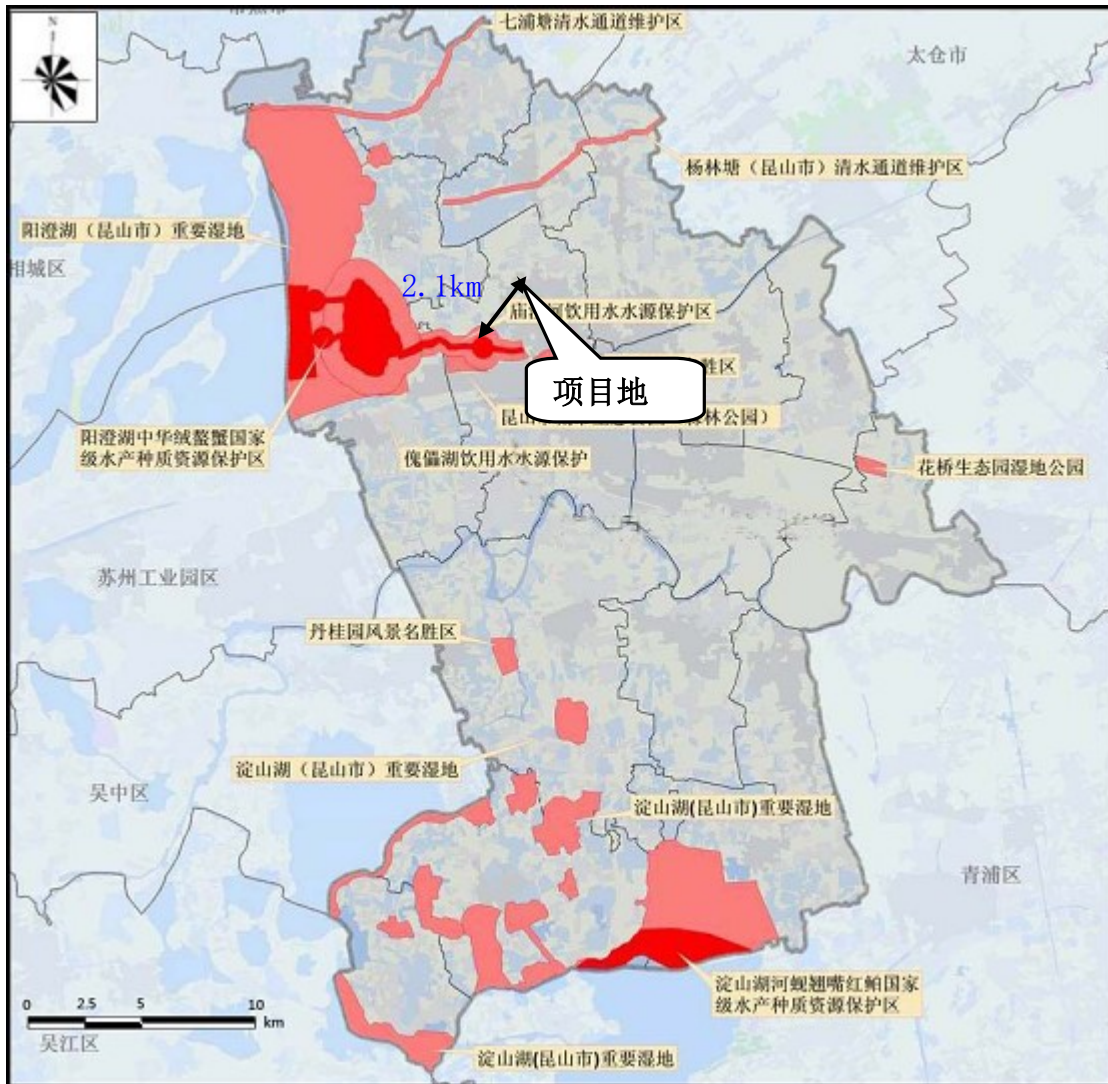 N
七浦塘清水通道维护区
太仓市
杨林塘（昆山市）清水通道维护区
阳澄湖（昆山市）重要湿地
相城区
2.1km
饮用水水源保护区
项目地
胜区
昆山
林公园）
阳澄湖中华绒螯蟹国家
级水产种质资源保护区
傀儡湖饮用水水源保护
花桥生态园湿地公园
苏州工业园区
丹桂园风景名胜区
淀山湖（昆山市）重要湿地
吴中区
淀山湖(昆山市)重要湿地
青浦区
淀山湖河蚬翘嘴红鲌国家
级水产种质资源保护区
0 2.5 5 10
km
吴江区
淀山湖(昆山市)重要湿地